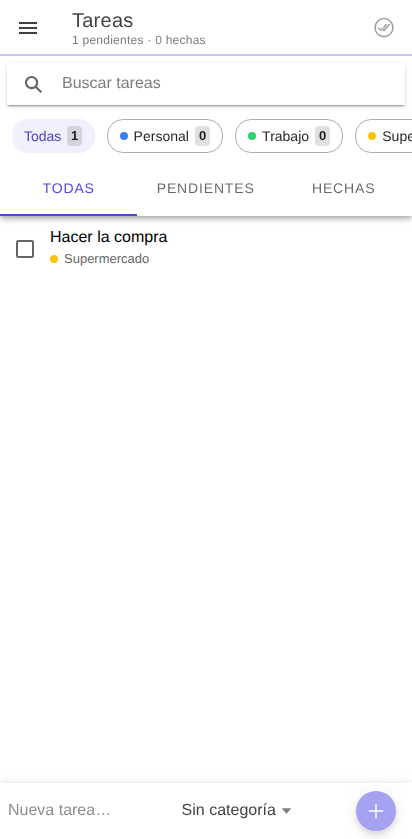 Tareas
1 pendientes · 0 hechas
Buscar tareas
Todas 1 Personal 0 Trabajo 0 Supe
TODAS PENDIENTES HECHAS
Hacer la compra
Supermercado
Nueva tarea… Sin categoría